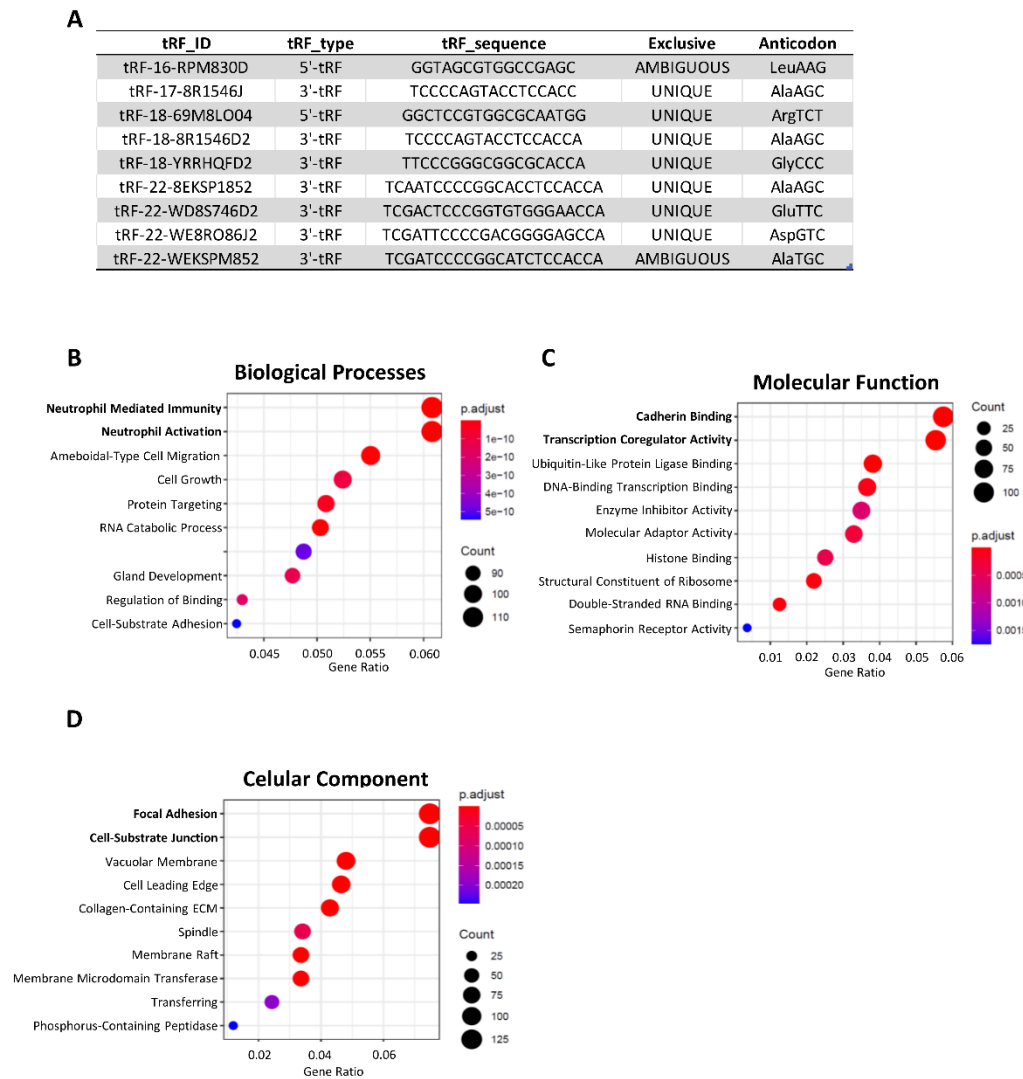 A
tRF_ID tRF_type tRF_sequence Exclusive Anticodon
tRF-16-RPM830D 5'-tRF GGTAGCGTGGCCGAGC AMBIGUOUS LeuAAG
tRF-17-8R1546J 3'-tRF TCCCCAGTACCTCCACC UNIQUE AlaAGC
tRF-18-69M8LO04 5'-tRF GGCTCCGTGGCGCAATGG UNIQUE ArgTCT
tRF-18-8R1546D2 3'-tRF TCCCCAGTACCTCCACCA UNIQUE AlaAGC
tRF-18-YRRHQFD2 3'-tRF TTCCCGGGCGGCGCACCA UNIQUE GlyCCC
tRF-22-8EKSP1852 3'-tRF TCAATCCCCGGCACCTCCACCA UNIQUE AlaAGC
tRF-22-WD8S746D2 3'-tRF TCGACTCCCGGTGTGGGAACCA UNIQUE GluTTC
tRF-22-WE8RO86J2 3'-tRF TCGATTCCCCGACGGGGAGCCA UNIQUE AspGTC
tRF-22-WEKSPM852 3'-tRF TCGATCCCCGGCATCTCCACCA AMBIGUOUS AlaTGC
B
Biological Processes
Neutrophil Mediated Immunity
Neutrophil Activation
Ameboidal-Type Cell Migration
Cell Growth
Protein Targeting
RNA Catabolic Process
Gland Development
Regulation of Binding
Cell-Substrate Adhesion
0.045 0.050 0.055 0.060
Gene Ratio
p.adjust
1e-10
2e-10
3e-10
4e-10
5e-10
Count
90
100
110
C
Molecular Function
Cadherin Binding
Transcription Coregulator Activity
Ubiquitin-Like Protein Ligase Binding
DNA-Binding Transcription Binding
Enzyme Inhibitor Activity
Molecular Adaptor Activity
Histone Binding
Structural Constituent of Ribosome
Double-Stranded RNA Binding
Semaphorin Receptor Activity
0.01 0.02 0.03 0.04 0.05 0.06
Gene Ratio
Count
25
50
75
100
p.adjust
0.0005
0.0010
0.0015
D
Celular Component
Focal Adhesion
Cell-Substrate Junction
Vacuolar Membrane
Cell Leading Edge
Collagen-Containing ECM
Spindle
Membrane Raft
Membrane Microdomain Transferase
Transferring
Phosphorus-Containing Peptidase
0.02 0.04 0.06
Gene Ratio
p.adjust
0.00005
0.00010
0.00015
0.00020
Count
25
50
75
100
125